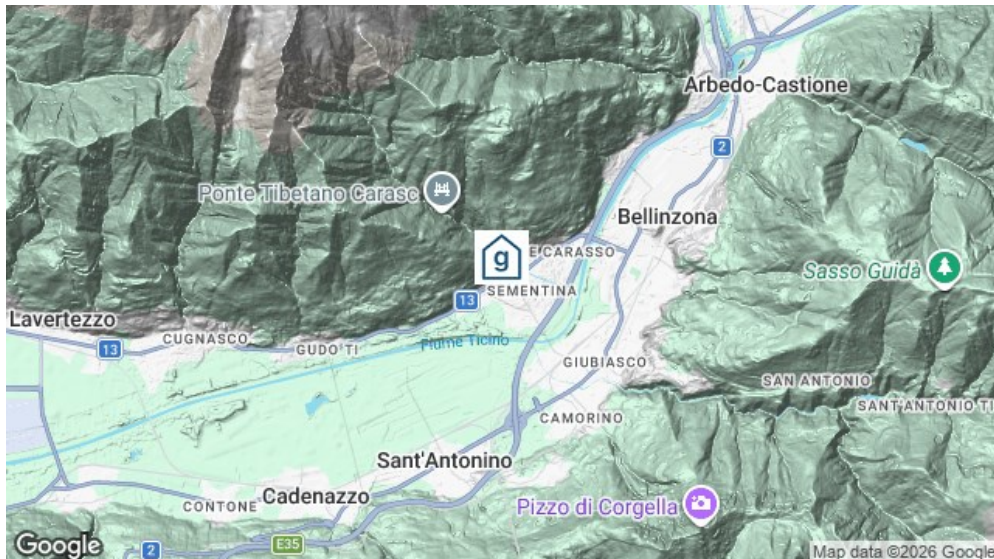 Arbedo-Castione
2
Ponte Tibetano Carasc
Bellinzona
E CARASSO
g
Sasso Guidà
SEMENTINA
13
Lavertezzo
13
CUGNASCO
GUDO TI
Fiume Ticino
GIUBIASCO
SAN ANTONIO
SANT'ANTONIO TI
CAMORINO
Sant'Antonino
Cadenazzo
CONTONE
Pizzo di Corgella
Google
2
E35
Map data ©2026 Google